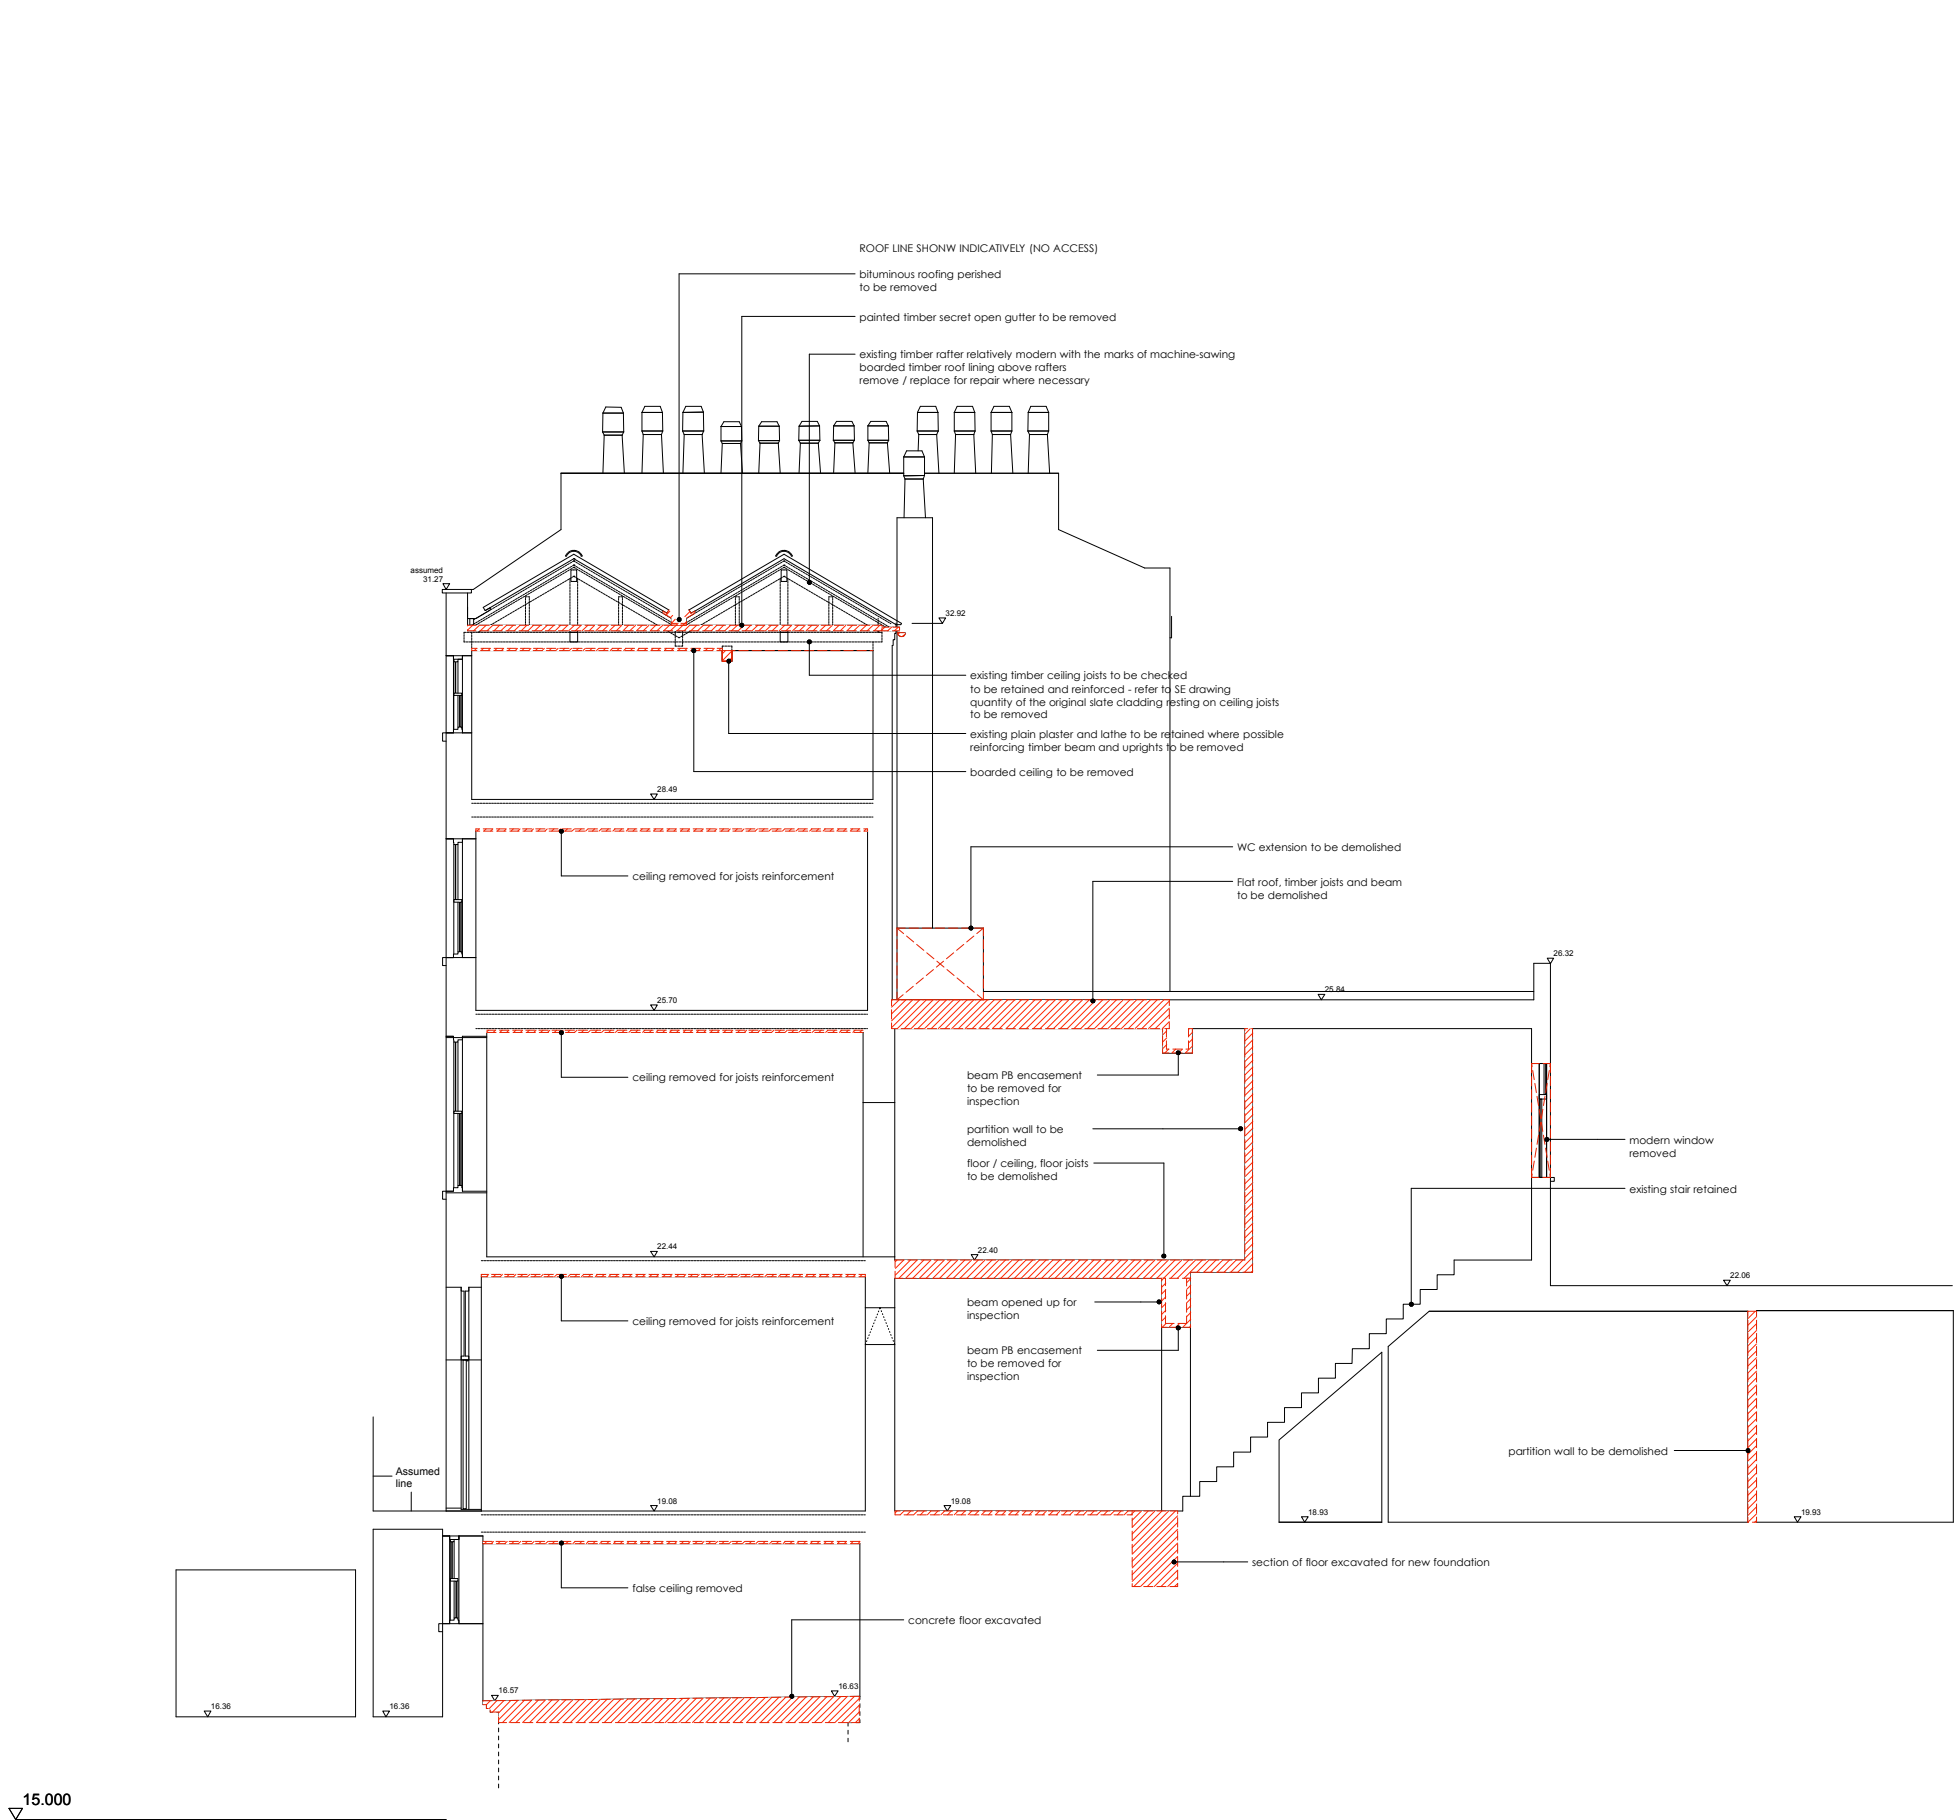 ROOF LINE SHONW INDICATIVELY (NO ACCESS)
bituminous roofing perished
to be removed
painted timber secret open gutter to be removed
existing timber rafter relatively modern with the marks of machine-sawing
boarded timber roof lining above rafters
remove / replace for repair where necessary
assumed
31.27
32.92
existing timber ceiling joists to be checked
to be retained and reinforced - refer to SE drawing
quantity of the original slate cladding resting on ceiling joists
to be removed
existing plain plaster and lathe to be retained where possible
reinforcing timber beam and uprights to be removed
boarded ceiling to be removed
28.49
WC extension to be demolished
ceiling removed for joists reinforcement
Flat roof, timber joists and beam
to be demolished
26.32
25.84
25.70
ceiling removed for joists reinforcement
beam PB encasement
to be removed for
inspection
partition wall to be
demolished
modern window
removed
floor / ceiling, floor joists
to be demolished
existing stair retained
22.44
22.40
22.06
beam opened up for
inspection
ceiling removed for joists reinforcement
beam PB encasement
to be removed for
inspection
partition wall to be demolished
Assumed
line
19.08
19.08
18.93
19.93
section of floor excavated for new foundation
false ceiling removed
concrete floor excavated
16.57
16.63
16.36
16.36
15.000